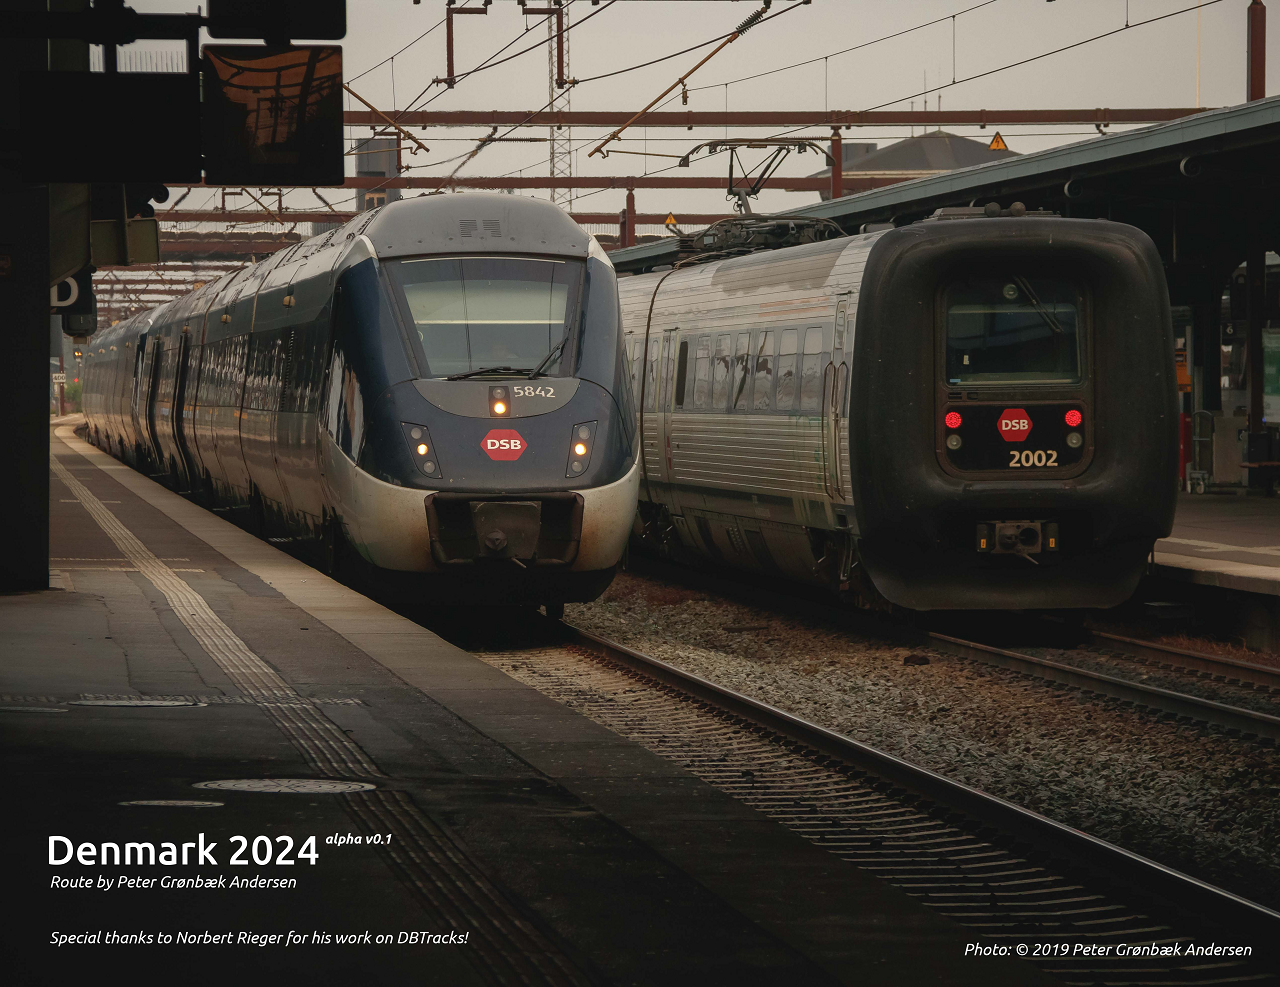 D
5842
DSB
DSB
2002
Denmark 2024 alpha v0.1
Route by Peter Grønbæk Andersen
Special thanks to Norbert Rieger for his work on DBTracks!
Photo: © 2019 Peter Grønbæk Andersen